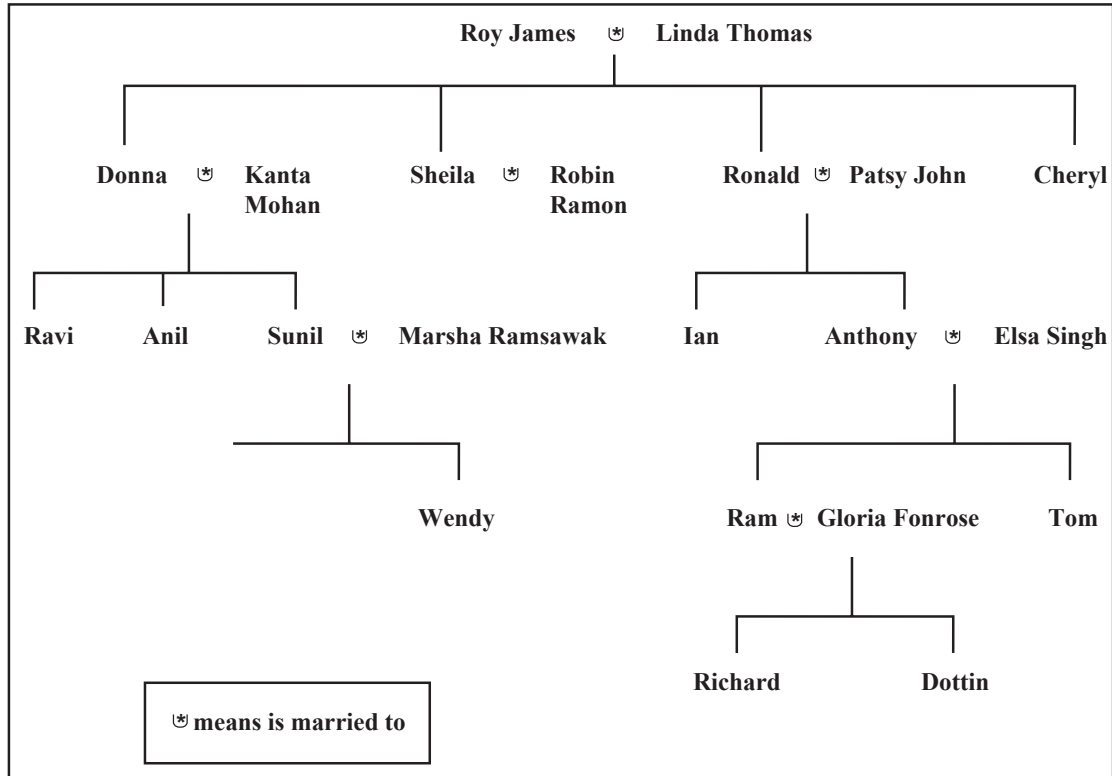 Roy James Linda Thomas
Donna Kanta Mohan Sheila Robin Ramon Ronald Patsy John Cheryl
Ravi Anil Sunil Marsha Ramsawak Ian Anthony Elsa Singh
Wendy Ram Gloria Fonrose Tom
Richard Dottin
means is married to